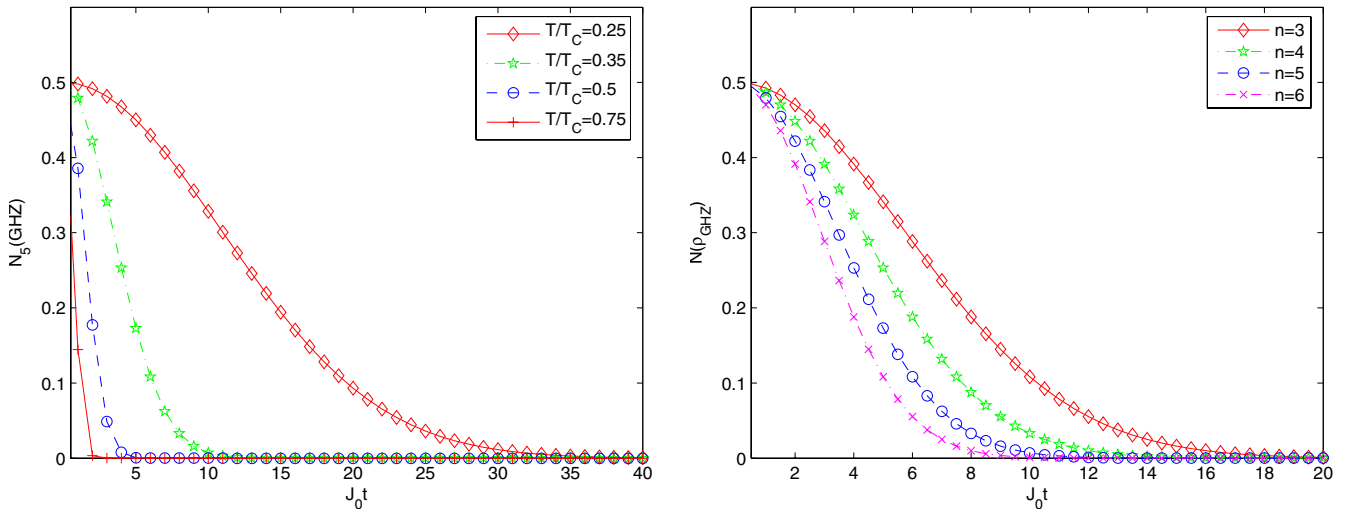 T/T_C=0.25
T/T_C=0.35
T/T_C=0.5
T/T_C=0.75
N_5(GHZ)
0.5
0.4
0.3
0.2
0.1
0
5 10 15 20 25 30 35 40
J_0t
n=3
n=4
n=5
n=6
N(ρ_GHZ)
0.5
0.4
0.3
0.2
0.1
0
2 4 6 8 10 12 14 16 18 20
J_0t